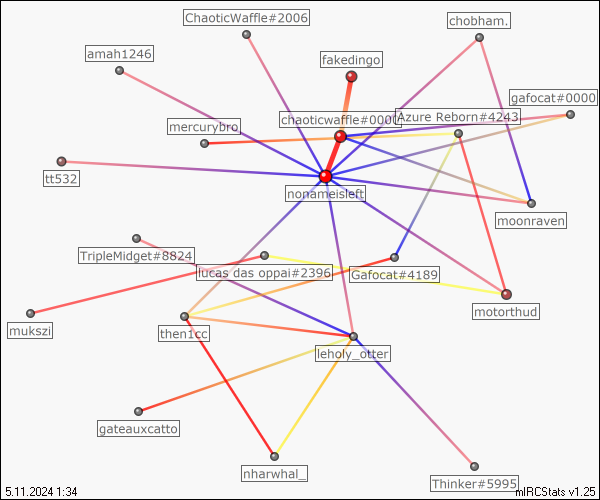 ChaoticWaffle#2006
chobham.
amah1246
fakedingo
gafocat#0000
chaoticwaffle#0000
Azure Reborn#4243
mercurybro
tt532
nonameisleft
moonraven
TripleMidget#8824
lucas das oppai#2396
Gafocat#4189
motorthud
mukszi
then1cc
leholy_otter
gateauxcatto
nharwhal_
Thinker#5995
5.11.2024 1:34
mIRCStats v1.25